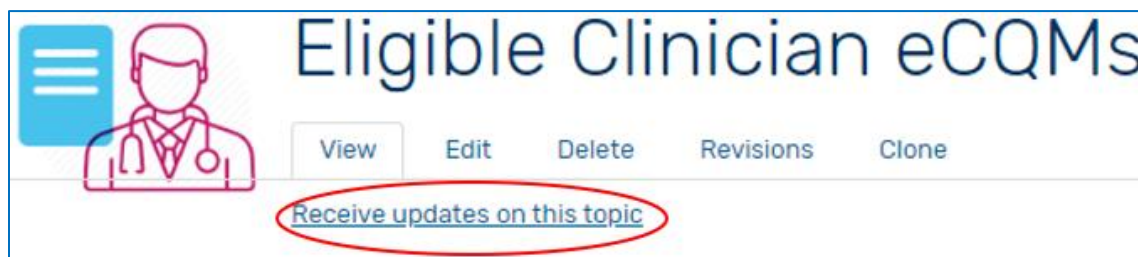 Eligible Clinician eCQMs
View Edit Delete Revisions Clone
Receive updates on this topic